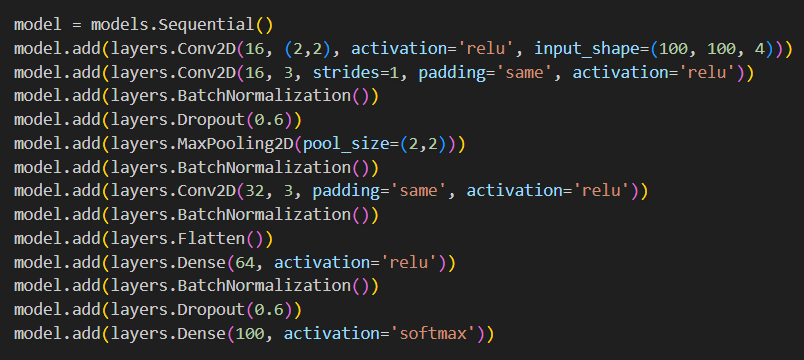 model = models.Sequential()
model.add(layers.Conv2D(16, (2,2), activation='relu', input_shape=(100, 100, 4)))
model.add(layers.Conv2D(16, 3, strides=1, padding='same', activation='relu'))
model.add(layers.BatchNormalization())
model.add(layers.Dropout(0.6))
model.add(layers.MaxPooling2D(pool_size=(2,2)))
model.add(layers.BatchNormalization())
model.add(layers.Conv2D(32, 3, padding='same', activation='relu'))
model.add(layers.BatchNormalization())
model.add(layers.Flatten())
model.add(layers.Dense(64, activation='relu'))
model.add(layers.BatchNormalization())
model.add(layers.Dropout(0.6))
model.add(layers.Dense(100, activation='softmax'))